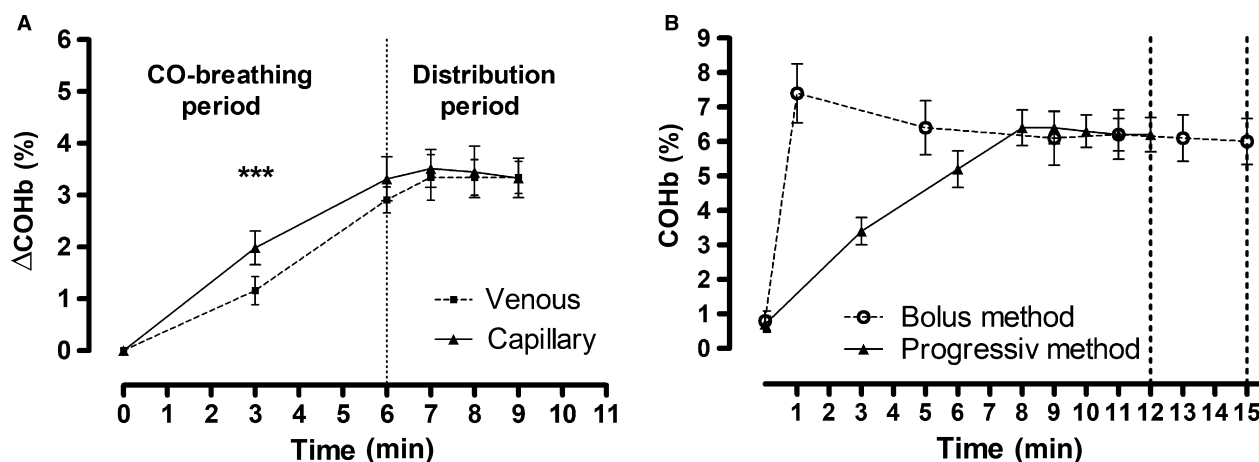 A
6
5
4
3
2
1
0
ΔCOHb (%)
CO-breathing
period
Distribution
period
***
Venous
Capillary
0 1 2 3 4 5 6 7 8 9 10 11
Time (min)
B
9
8
7
6
5
4
3
2
1
0
COHb (%)
Bolus method
Progressiv method
1 2 3 4 5 6 7 8 9 10 11 12 13 14 15
Time (min)